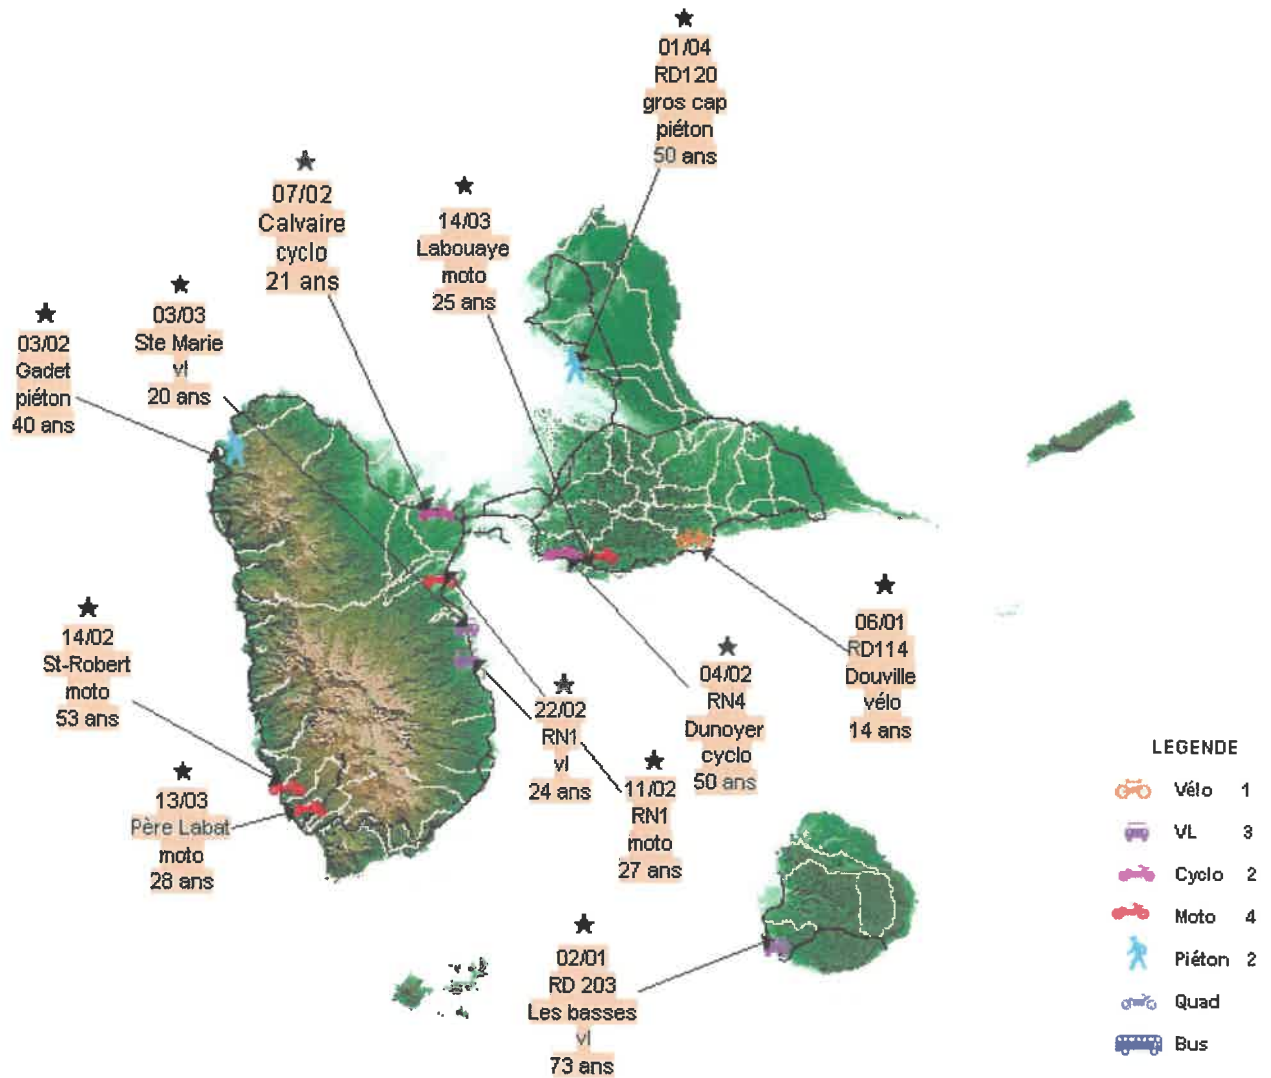 01/04
RD120
gros cap
piéton
50 ans
07/02
Calvaire
cyclo
21 ans
14/03
Labouaye
moto
25 ans
03/03
Ste Marie
vl
20 ans
03/02
Gadet
piéton
40 ans
14/02
St-Robert
moto
53 ans
13/03
Père Labat
moto
28 ans
22/02
RN1
vl
24 ans
11/02
RN1
moto
27 ans
04/02
RN4
Dunoyer
cyclo
50 ans
06/01
RD114
Douville
vélo
14 ans
02/01
RD 203
Les basses
vl
73 ans
LEGENDE
Vélo 1
VL 3
Cyclo 2
Moto 4
Piéton 2
Quad
Bus